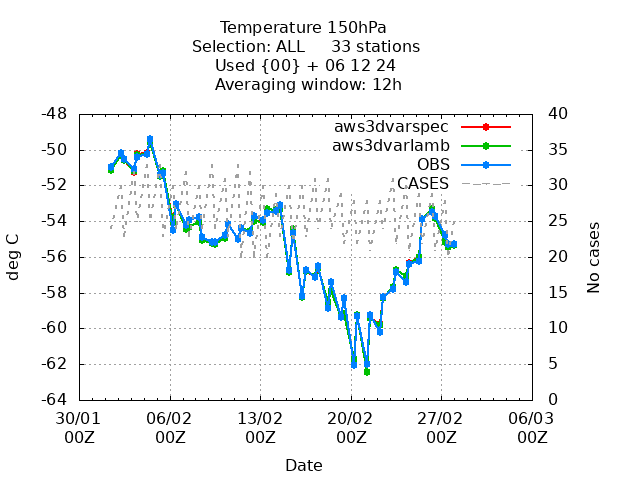 Temperature 150hPa
Selection: ALL     33 stations
Used {00} + 06 12 24
Averaging window: 12h
aws3dvarspec
aws3dvarlamb
OBS
CASES
-48
-50
-52
-54
-56
-58
-60
-62
-64
deg C
40
35
30
25
20
15
10
5
0
No cases
30/01 06/02 13/02 20/02 27/02 06/03
00Z 00Z 00Z 00Z 00Z 00Z
Date